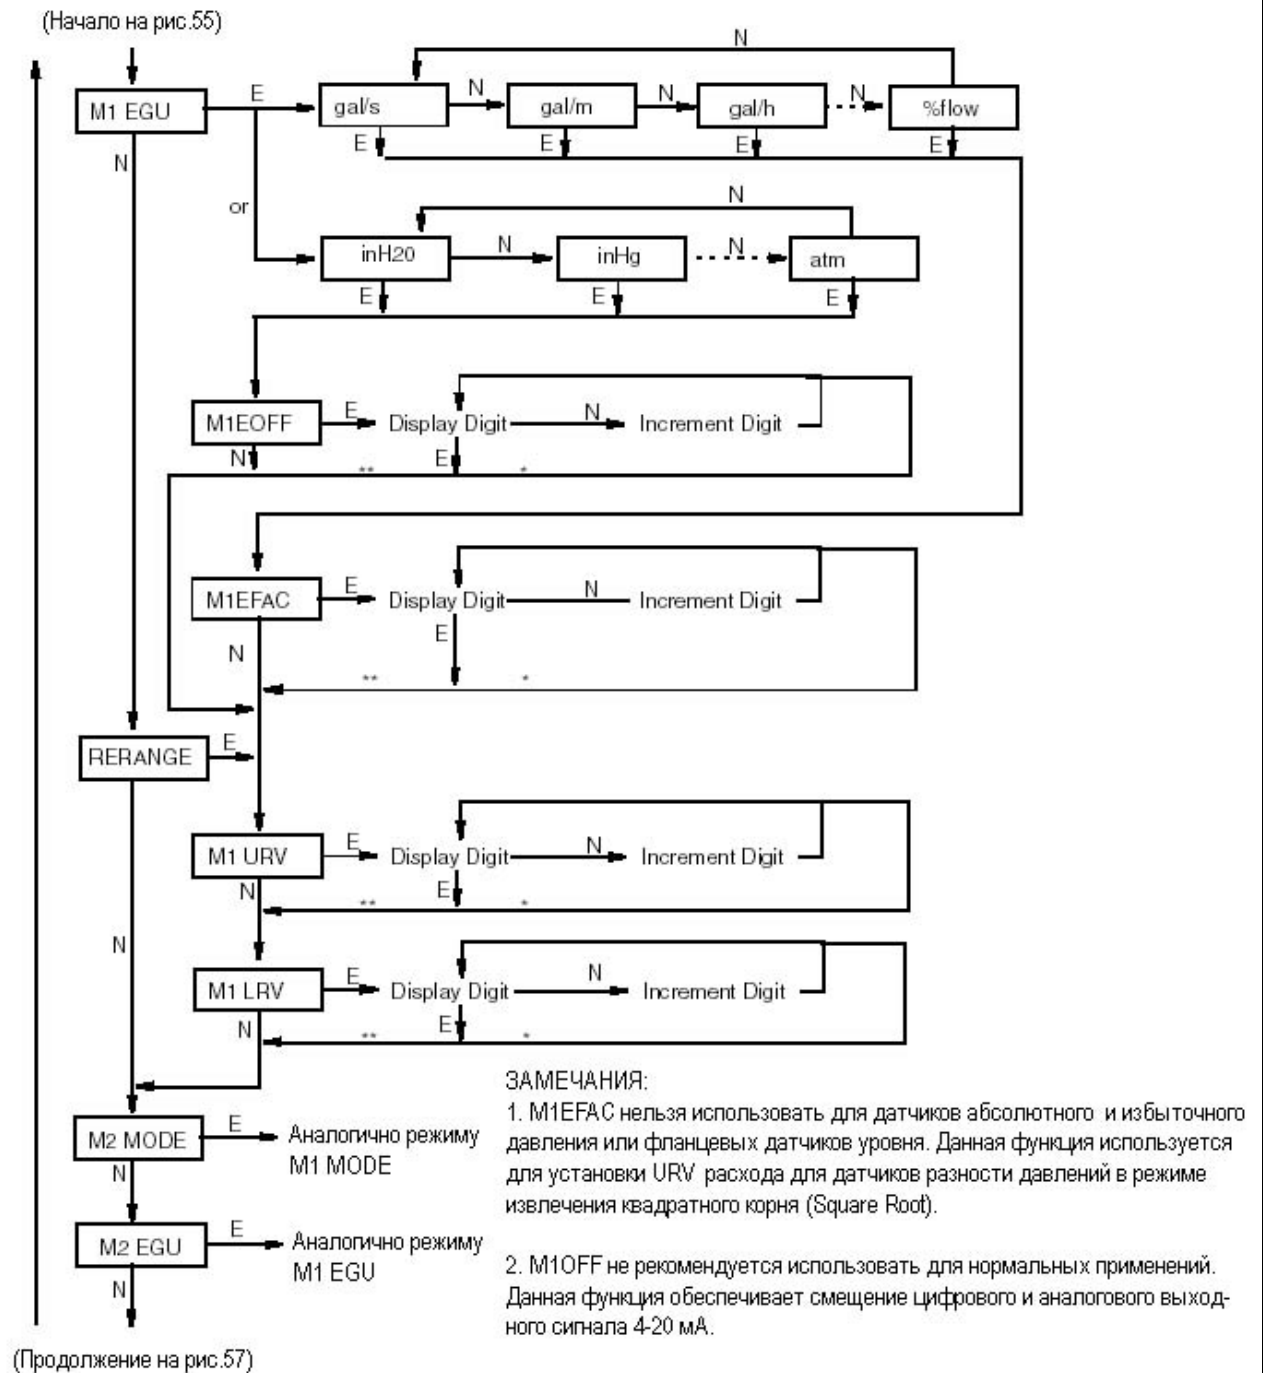 (Начало на рис.55)
N
M1 EGU E gal/s N gal/m N gal/h N %flow
N E E E E
or
N
inH20 N inHg N atm
E E E
M1EOFF E Display Digit N Increment Digit
N E
** *
M1EFAC E Display Digit N Increment Digit
N E
** *
RERANGE E
M1 URV E Display Digit N Increment Digit
N E
** *
N
M1 LRV E Display Digit N Increment Digit
N E
** *
M2 MODE E Аналогично режиму
M1 MODE
N
M2 EGU E Аналогично режиму
M1 EGU
N
ЗАМЕЧАНИЯ:
1. M1EFAC нельзя использовать для датчиков абсолютного и избыточного
давления или фланцевых датчиков уровня. Данная функция используется
для установки URV расхода для датчиков разности давлений в режиме
извлечения квадратного корня (Square Root).
2. M1OFF не рекомендуется использовать для нормальных применений.
Данная функция обеспечивает смещение цифрового и аналогового выход-
ного сигнала 4-20 мА.
(Продолжение на рис.57)